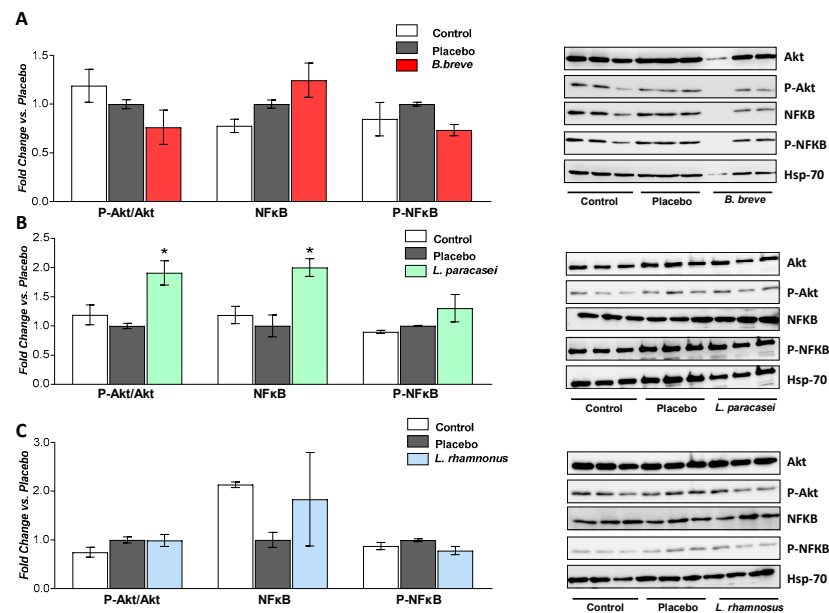 A
Control
Placebo
B.breve
Fold Change vs. Placebo
1.5
1.0
0.5
0.0
P-Akt/Akt NFκB P-NFκB
Akt
P-Akt
NFKB
P-NFKB
Hsp-70
Control Placebo B. breve
B
Control
Placebo
L. paracasei
Fold Change vs. Placebo
2.5
2.0
1.5
1.0
0.5
0.0
* *
P-Akt/Akt NFκB P-NFκB
Akt
P-Akt
NFKB
P-NFKB
Hsp-70
Control Placebo L. paracasei
C
Control
Placebo
L. rhamnonus
Fold Change vs. Placebo
3.0
2.0
1.0
0.0
P-Akt/Akt NFκB P-NFκB
Akt
P-Akt
NFKB
P-NFKB
Hsp-70
Control Placebo L. rhamnosus